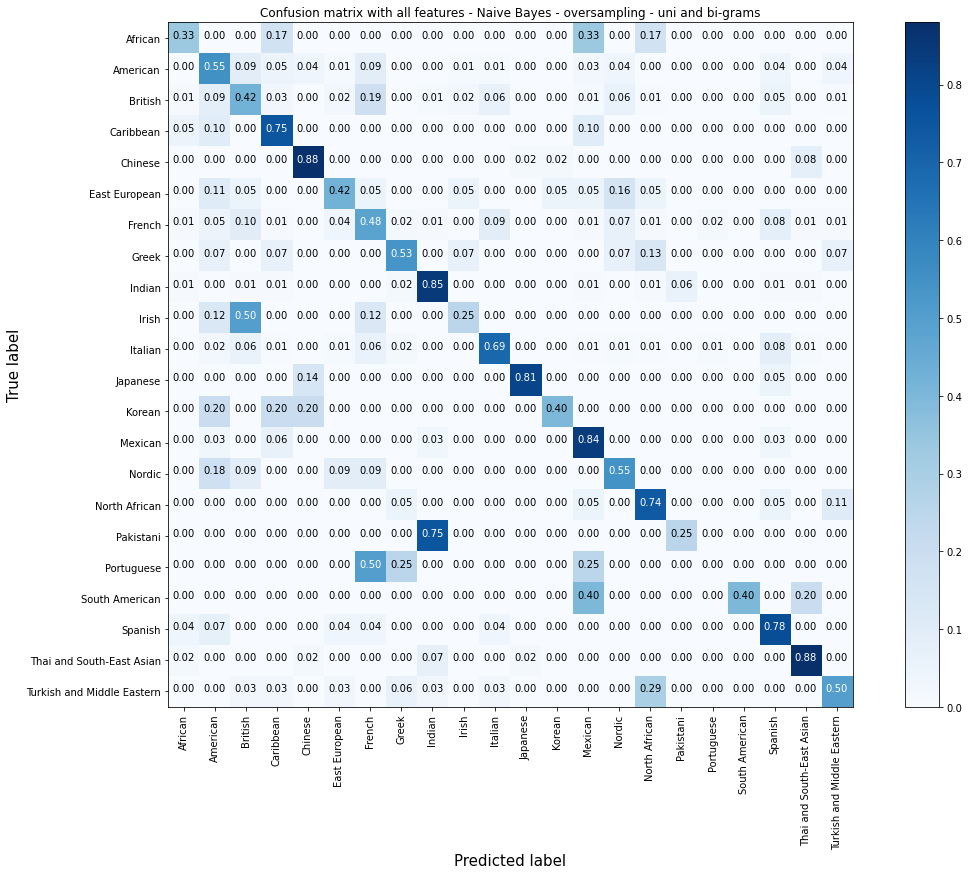 Confusion matrix with all features - Naive Bayes - oversampling - uni and bi-grams
African 0.33 0.00 0.00 0.17 0.00 0.00 0.00 0.00 0.00 0.00 0.00 0.00 0.00 0.33 0.00 0.17 0.00 0.00 0.00 0.00 0.00 0.00
American 0.00 0.55 0.09 0.05 0.04 0.01 0.09 0.00 0.00 0.01 0.01 0.00 0.00 0.03 0.04 0.00 0.00 0.00 0.00 0.04 0.00 0.04
British 0.01 0.09 0.42 0.03 0.00 0.02 0.19 0.00 0.01 0.02 0.06 0.00 0.00 0.01 0.06 0.01 0.00 0.00 0.00 0.05 0.00 0.01
Caribbean 0.05 0.10 0.00 0.75 0.00 0.00 0.00 0.00 0.00 0.00 0.00 0.00 0.00 0.10 0.00 0.00 0.00 0.00 0.00 0.00 0.00 0.00
Chinese 0.00 0.00 0.00 0.00 0.88 0.00 0.00 0.00 0.00 0.00 0.00 0.02 0.02 0.00 0.00 0.00 0.00 0.00 0.00 0.00 0.08 0.00
East European 0.00 0.11 0.05 0.00 0.00 0.42 0.05 0.00 0.00 0.05 0.00 0.00 0.05 0.05 0.16 0.05 0.00 0.00 0.00 0.00 0.00 0.00
French 0.01 0.05 0.10 0.01 0.00 0.04 0.48 0.02 0.01 0.00 0.09 0.00 0.00 0.01 0.07 0.01 0.00 0.02 0.00 0.08 0.01 0.01
Greek 0.00 0.07 0.00 0.07 0.00 0.00 0.00 0.53 0.00 0.07 0.00 0.00 0.00 0.00 0.07 0.13 0.00 0.00 0.00 0.00 0.00 0.07
Indian 0.01 0.00 0.01 0.01 0.00 0.00 0.00 0.02 0.85 0.00 0.00 0.00 0.00 0.01 0.00 0.01 0.06 0.00 0.00 0.01 0.01 0.00
Irish 0.00 0.12 0.50 0.00 0.00 0.00 0.12 0.00 0.00 0.25 0.00 0.00 0.00 0.00 0.00 0.00 0.00 0.00 0.00 0.00 0.00 0.00
Italian 0.00 0.02 0.06 0.01 0.00 0.01 0.06 0.02 0.00 0.00 0.69 0.00 0.00 0.01 0.01 0.01 0.00 0.01 0.00 0.08 0.01 0.00
Japanese 0.00 0.00 0.00 0.00 0.14 0.00 0.00 0.00 0.00 0.00 0.00 0.81 0.00 0.00 0.00 0.00 0.00 0.00 0.00 0.05 0.00 0.00
Korean 0.00 0.20 0.00 0.20 0.20 0.00 0.00 0.00 0.00 0.00 0.00 0.00 0.40 0.00 0.00 0.00 0.00 0.00 0.00 0.00 0.00 0.00
Mexican 0.00 0.03 0.00 0.06 0.00 0.00 0.00 0.00 0.03 0.00 0.00 0.00 0.00 0.84 0.00 0.00 0.00 0.00 0.00 0.03 0.00 0.00
Nordic 0.00 0.18 0.09 0.00 0.00 0.09 0.09 0.00 0.00 0.00 0.00 0.00 0.00 0.00 0.55 0.00 0.00 0.00 0.00 0.00 0.00 0.00
North African 0.00 0.00 0.00 0.00 0.00 0.00 0.00 0.05 0.00 0.00 0.00 0.00 0.00 0.05 0.00 0.74 0.00 0.00 0.00 0.05 0.00 0.11
Pakistani 0.00 0.00 0.00 0.00 0.00 0.00 0.00 0.00 0.75 0.00 0.00 0.00 0.00 0.00 0.00 0.00 0.25 0.00 0.00 0.00 0.00 0.00
Portuguese 0.00 0.00 0.00 0.00 0.00 0.00 0.50 0.25 0.00 0.00 0.00 0.00 0.00 0.25 0.00 0.00 0.00 0.00 0.00 0.00 0.00 0.00
South American 0.00 0.00 0.00 0.00 0.00 0.00 0.00 0.00 0.00 0.00 0.00 0.00 0.00 0.40 0.00 0.00 0.00 0.00 0.40 0.00 0.20 0.00
Spanish 0.04 0.07 0.00 0.00 0.00 0.04 0.04 0.00 0.00 0.00 0.04 0.00 0.00 0.00 0.00 0.00 0.00 0.00 0.00 0.78 0.00 0.00
Thai and South-East Asian 0.02 0.00 0.00 0.00 0.02 0.00 0.00 0.00 0.07 0.00 0.00 0.02 0.00 0.00 0.00 0.00 0.00 0.00 0.00 0.00 0.88 0.00
Turkish and Middle Eastern 0.00 0.00 0.03 0.03 0.00 0.03 0.00 0.06 0.03 0.00 0.03 0.00 0.00 0.00 0.00 0.29 0.00 0.00 0.00 0.00 0.00 0.50
True label
African
American
British
Caribbean
Chinese
East European
French
Greek
Indian
Irish
Italian
Japanese
Korean
Mexican
Nordic
North African
Pakistani
Portuguese
South American
Spanish
Thai and South-East Asian
Turkish and Middle Eastern
Predicted label
0.8
0.7
0.6
0.5
0.4
0.3
0.2
0.1
0.0